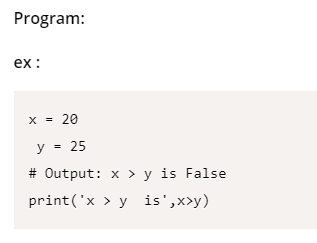 Program:
ex :
x = 20
 y = 25
# Output: x > y is False
print('x > y  is',x>y)